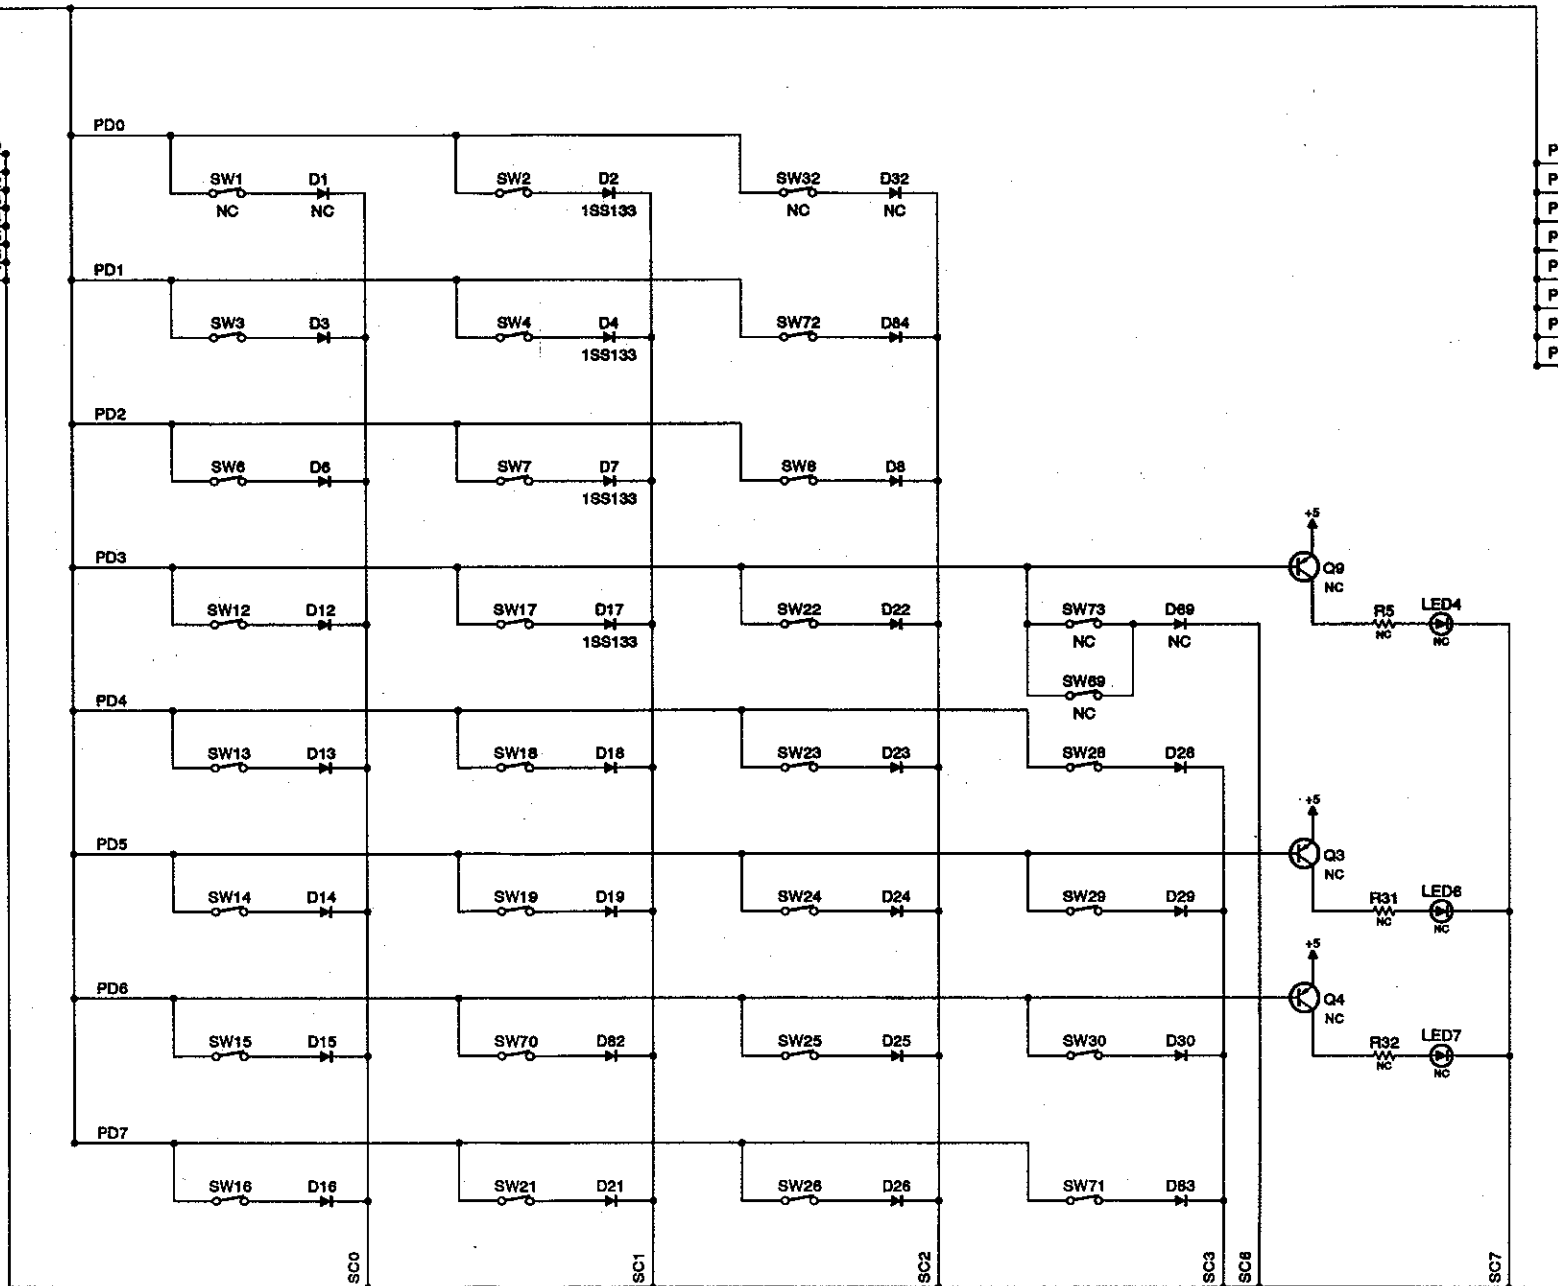 PD0
SW1 D1 SW2 D2 SW32 D32
NC NC 1SS133 NC NC
P
P
P
P
P
P
P
P
PD1
SW3 D3 SW4 D4 SW72 D84
1SS133
PD2
SW6 D6 SW7 D7 SW8 D8
1SS133
+5
PD3
Q9
NC
SW12 D12 SW17 D17 SW22 D22 SW73 D69 R5 LED4
1SS133 NC NC NC NC
SW69
NC
PD4
SW13 D13 SW18 D18 SW23 D23 SW28 D28
+5
PD5
Q3
NC
SW14 D14 SW19 D19 SW24 D24 SW29 D29 R31 LED6
NC NC
+5
PD6
Q4
NC
SW15 D15 SW70 D82 SW25 D25 SW30 D30 R32 LED7
NC NC
PD7
SW16 D16 SW21 D21 SW26 D26 SW71 D83
SC0 SC1 SC2 SC3 SC6 SC7